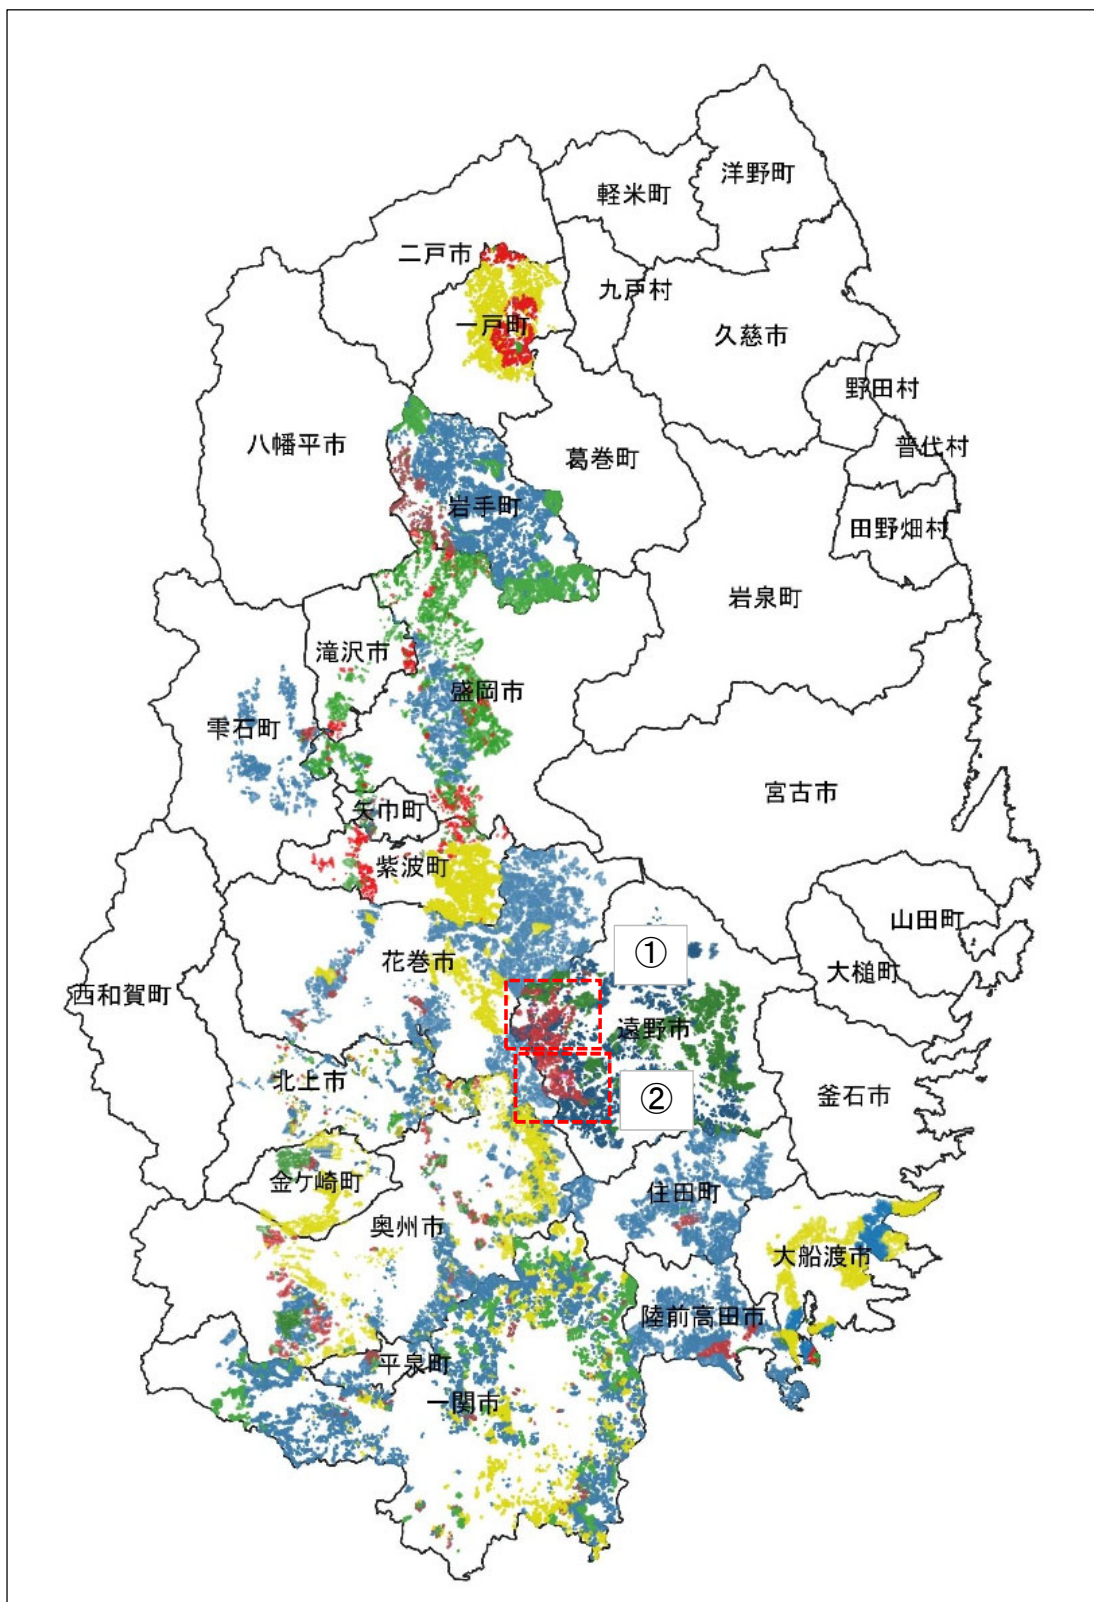 洋野町
軽米町
二戸市
九戸村
一戸町
久慈市
野田村
八幡平市
普代村
葛巻町
岩手町
田野畑村
岩泉町
滝沢市
盛岡市
雫石町
宮古市
矢巾町
紫波町
山田町
①
花巻市
大槌町
西和賀町
遠野市
北上市
②
釜石市
金ケ崎町
住田町
奥州市
大船渡市
陸前高田市
平泉町
一関市